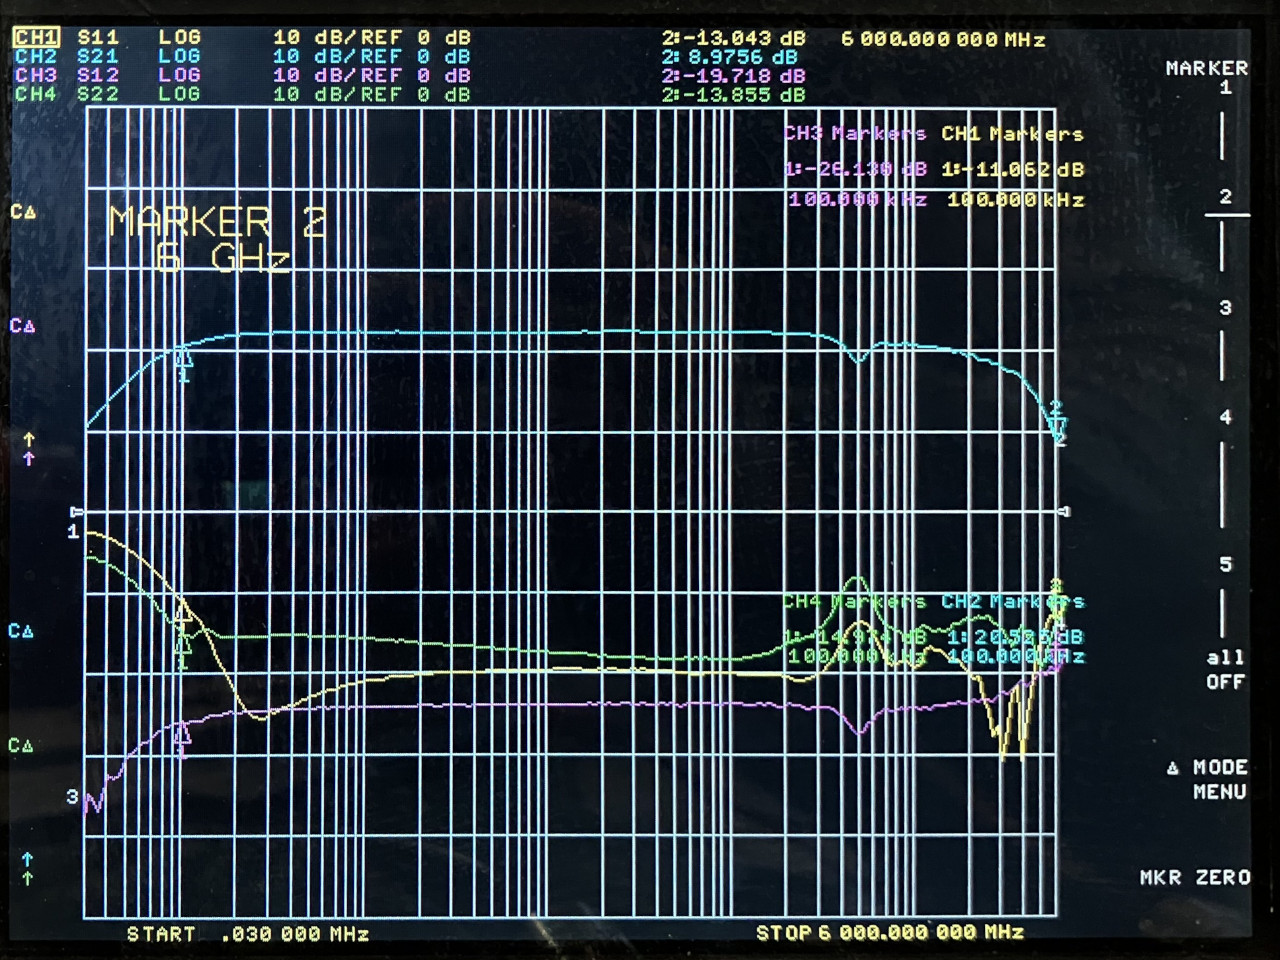 CH1 S11 LOG 10 dB/REF 0 dB 2:-13.043 dB 6 000.000 000 MHz
CH2 S21 LOG 10 dB/REF 0 dB 2: 8.9756 dB
CH3 S12 LOG 10 dB/REF 0 dB 2:-19.718 dB
CH4 S22 LOG 10 dB/REF 0 dB 2:-13.855 dB
MARKER
1
2
3
4
5
all
OFF
Δ MODE
MENU
MKR ZERO
CH3 Markers CH1 Markers
1:-26.130 dB 1:-11.062 dB
100.000 kHz 100.000 kHz
MARKER 2
6 GHz
CΔ
CΔ
CΔ
CΔ
1
2
2
1
1
1
3
CH4 Markers CH2 Markers
100.000 kHz 100.000 kHz
START .030 000 MHz STOP 6 000.000 000 MHz